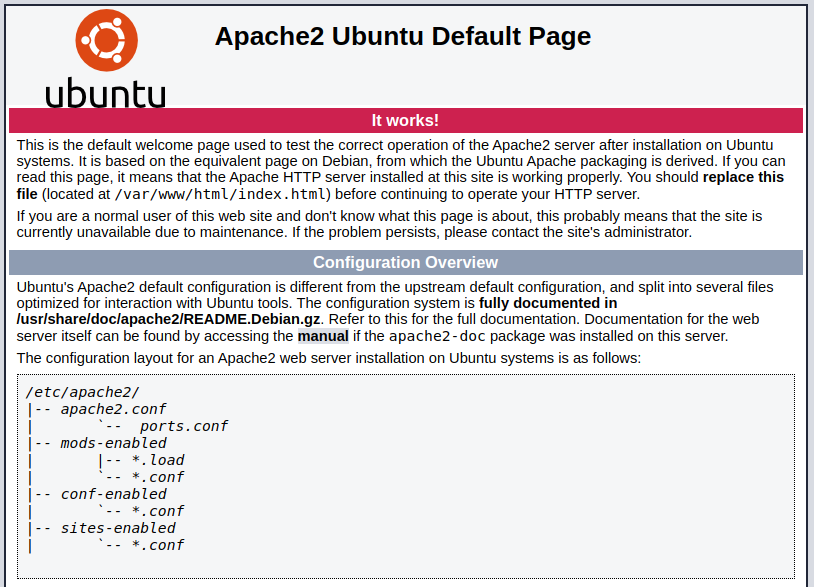 ubuntu
Apache2 Ubuntu Default Page
It works!
This is the default welcome page used to test the correct operation of the Apache2 server after installation on Ubuntu
systems. It is based on the equivalent page on Debian, from which the Ubuntu Apache packaging is derived. If you can
read this page, it means that the Apache HTTP server installed at this site is working properly. You should replace this
file (located at /var/www/html/index.html) before continuing to operate your HTTP server.
If you are a normal user of this web site and don't know what this page is about, this probably means that the site is
currently unavailable due to maintenance. If the problem persists, please contact the site's administrator.
Configuration Overview
Ubuntu's Apache2 default configuration is different from the upstream default configuration, and split into several files
optimized for interaction with Ubuntu tools. The configuration system is fully documented in
/usr/share/doc/apache2/README.Debian.gz. Refer to this for the full documentation. Documentation for the web
server itself can be found by accessing the manual if the apache2-doc package was installed on this server.
The configuration layout for an Apache2 web server installation on Ubuntu systems is as follows:
/etc/apache2/
|-- apache2.conf
|       `--  ports.conf
|-- mods-enabled
|       |-- *.load
|       `-- *.conf
|-- conf-enabled
|       `-- *.conf
|-- sites-enabled
|       `-- *.conf